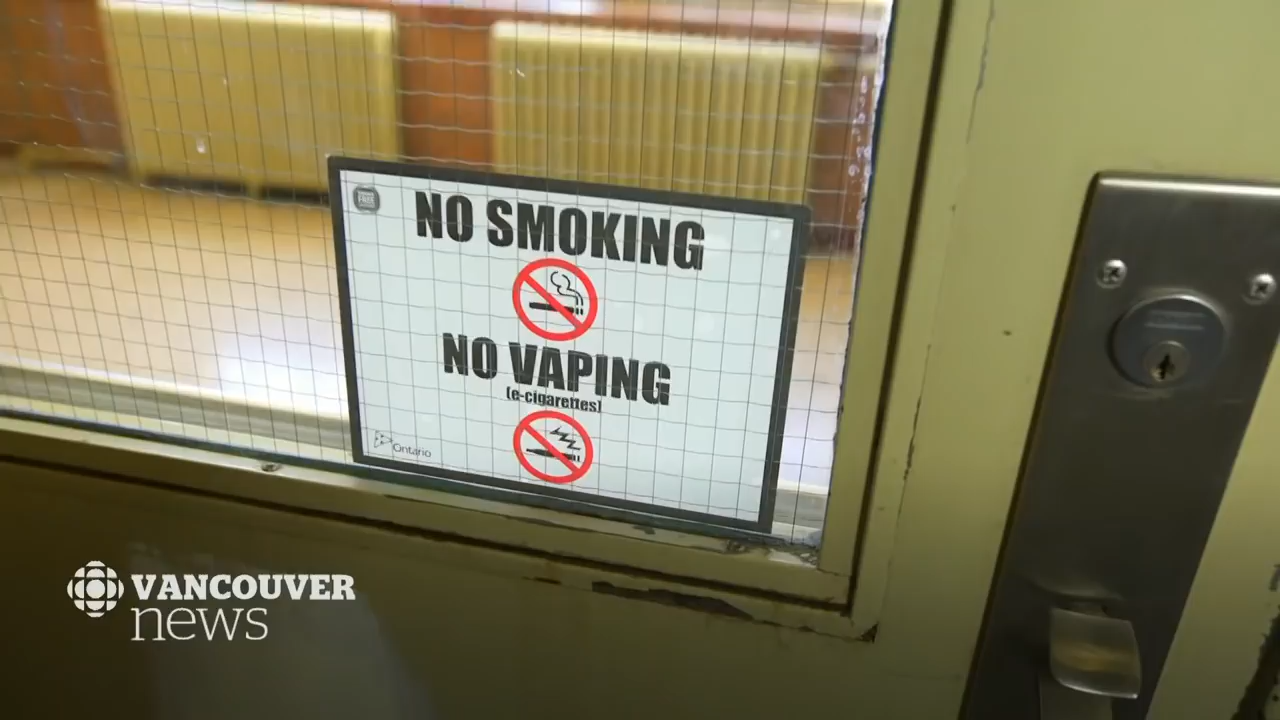 NO SMOKING
NO VAPING
(e-cigarettes)
Ontario
VANCOUVER
news